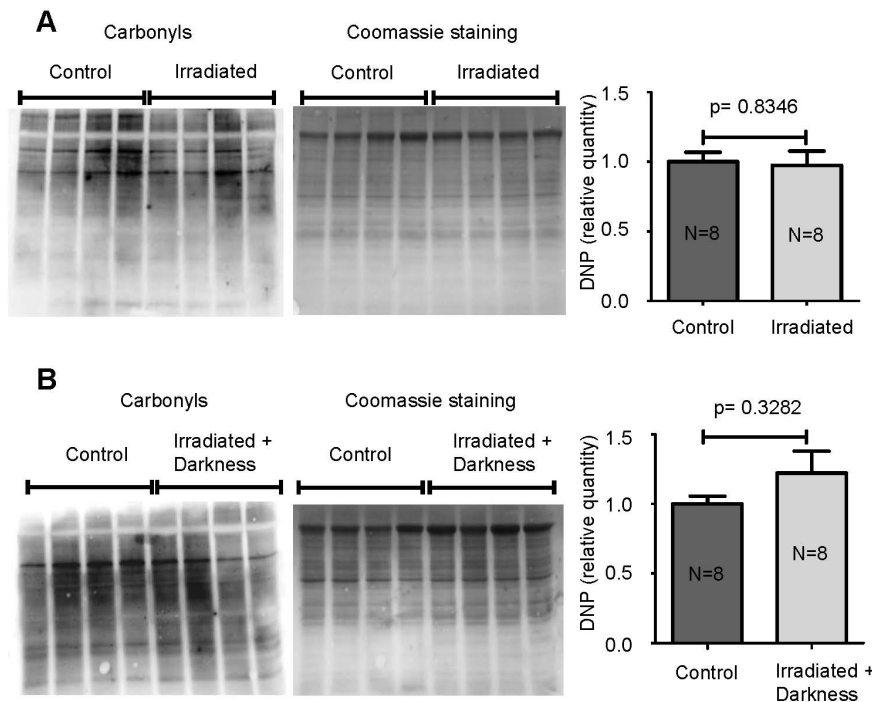 A
Carbonyls
Coomassie staining
Control
Irradiated
Control
Irradiated
DNP (relative quantity)
1.5
1.0
0.5
0.0
p= 0.8346
N=8
N=8
Control
Irradiated
B
Carbonyls
Coomassie staining
Control
Irradiated +
Darkness
Control
Irradiated +
Darkness
DNP (relative quantity)
1.5
1.0
0.5
0.0
p= 0.3282
N=8
N=8
Control
Irradiated +
Darkness